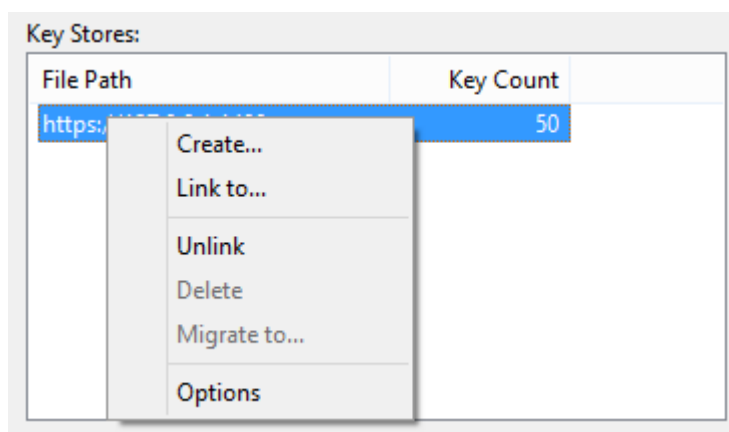 Key Stores:
File Path Key Count
https:/ 50
Create...
Link to...
Unlink
Delete
Migrate to...
Options